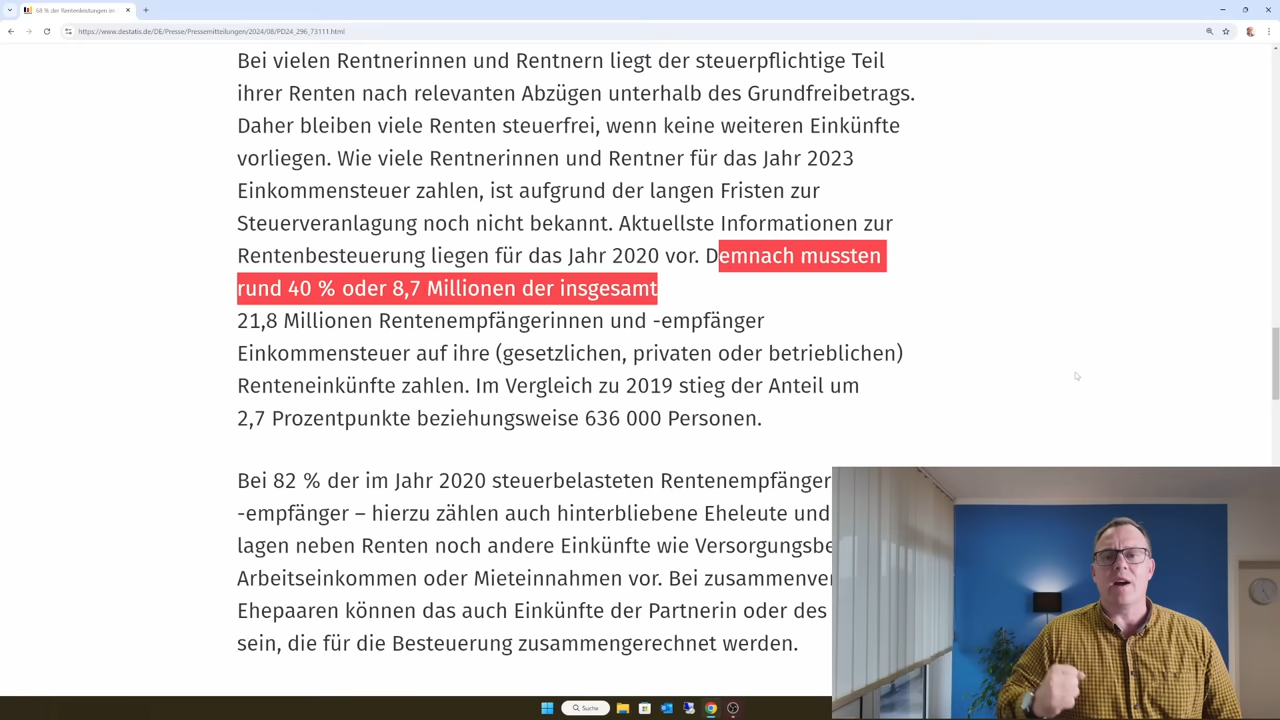 68 % der Rentenleistungen im
https://www.destatis.de/DE/Presse/Pressemitteilungen/2024/08/PD24_296_73111.html
Bei vielen Rentnerinnen und Rentnern liegt der steuerpflichtige Teil
ihrer Renten nach relevanten Abzügen unterhalb des Grundfreibetrags.
Daher bleiben viele Renten steuerfrei, wenn keine weiteren Einkünfte
vorliegen. Wie viele Rentnerinnen und Rentner für das Jahr 2023
Einkommensteuer zahlen, ist aufgrund der langen Fristen zur
Steuerveranlagung noch nicht bekannt. Aktuellste Informationen zur
Rentenbesteuerung liegen für das Jahr 2020 vor. Demnach mussten
rund 40 % oder 8,7 Millionen der insgesamt
21,8 Millionen Rentenempfängerinnen und -empfänger
Einkommensteuer auf ihre (gesetzlichen, privaten oder betrieblichen)
Renteneinkünfte zahlen. Im Vergleich zu 2019 stieg der Anteil um
2,7 Prozentpunkte beziehungsweise 636 000 Personen.
Bei 82 % der im Jahr 2020 steuerbelasteten Rentenempfänger
-empfänger – hierzu zählen auch hinterbliebene Eheleute und
lagen neben Renten noch andere Einkünfte wie Versorgungsbe
Arbeitseinkommen oder Mieteinnahmen vor. Bei zusammenver
Ehepaaren können das auch Einkünfte der Partnerin oder des
sein, die für die Besteuerung zusammengerechnet werden.
Suche